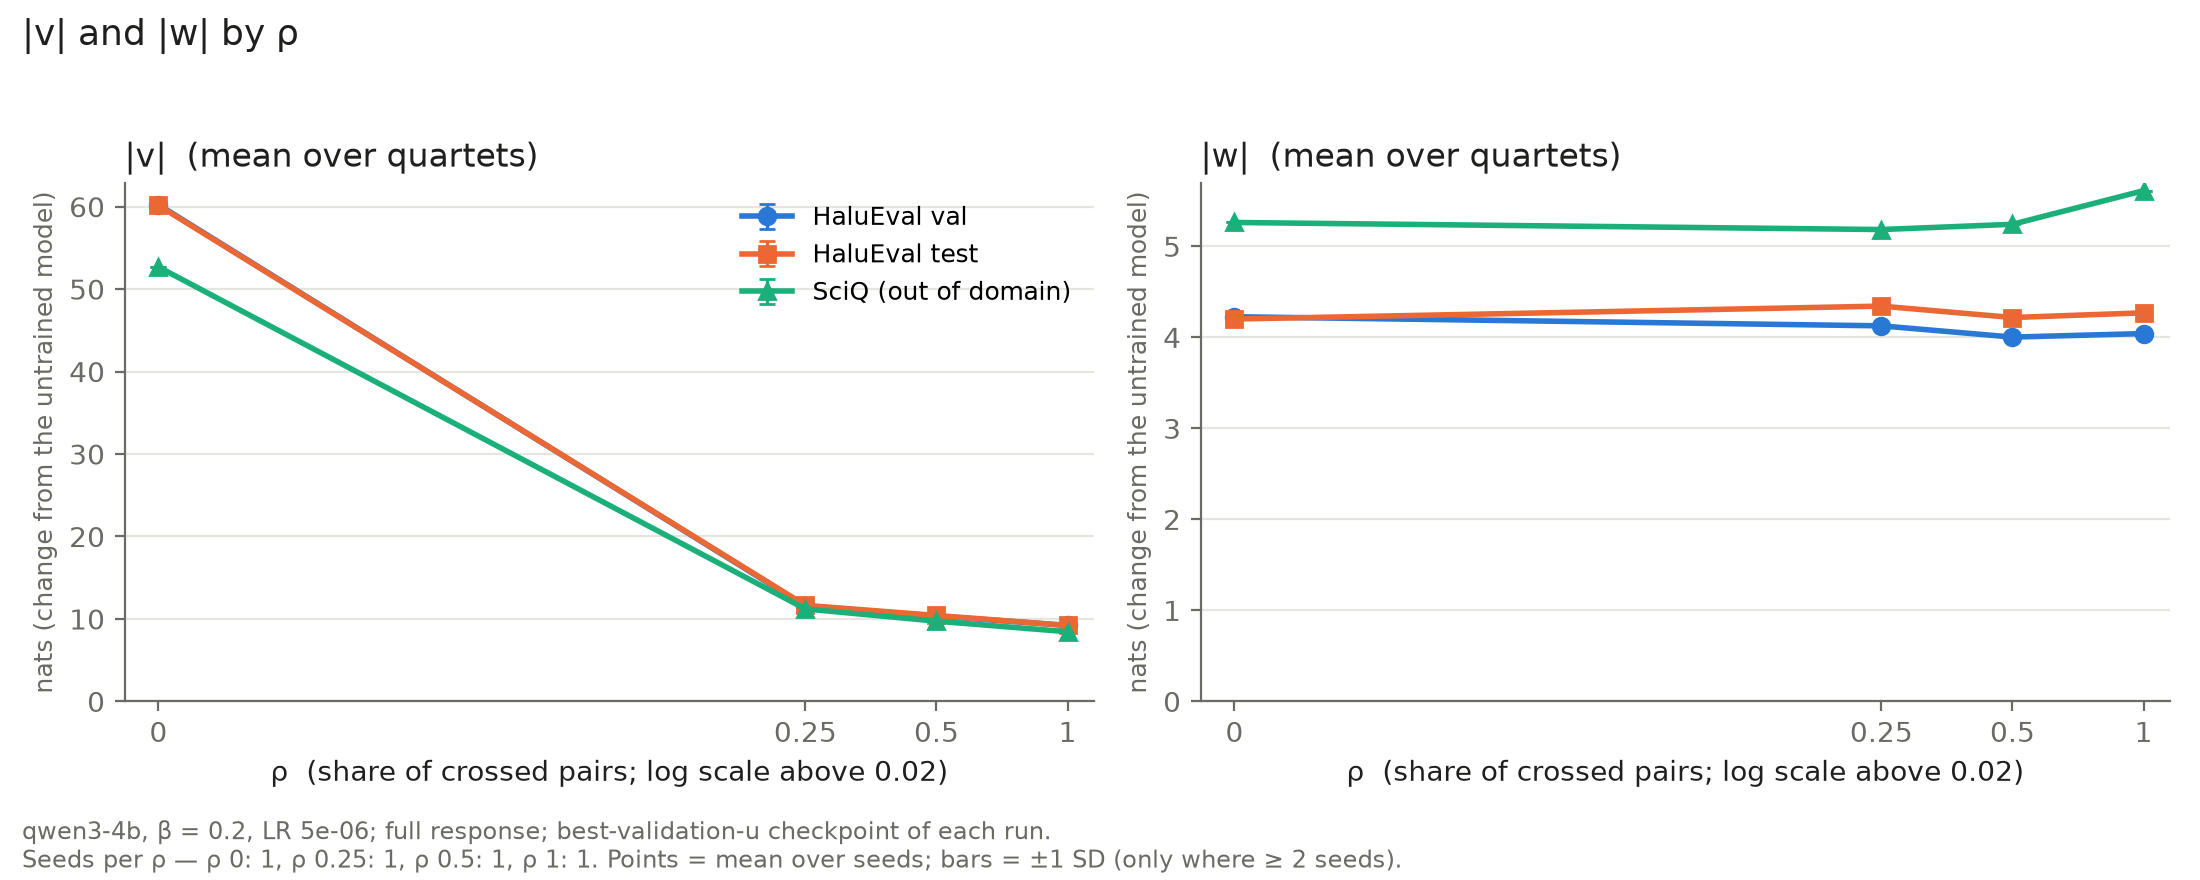 |v| and |w| by ρ
|v|  (mean over quartets)
nats (change from the untrained model)
60
50
40
30
20
10
0
HaluEval val
HaluEval test
SciQ (out of domain)
0
0.25
0.5
1
ρ  (share of crossed pairs; log scale above 0.02)
|w|  (mean over quartets)
nats (change from the untrained model)
5
4
3
2
1
0
0
0.25
0.5
1
ρ  (share of crossed pairs; log scale above 0.02)
qwen3-4b, β = 0.2, LR 5e-06; full response; best-validation-u checkpoint of each run.
Seeds per ρ — ρ 0: 1, ρ 0.25: 1, ρ 0.5: 1, ρ 1: 1. Points = mean over seeds; bars = ±1 SD (only where ≥ 2 seeds).